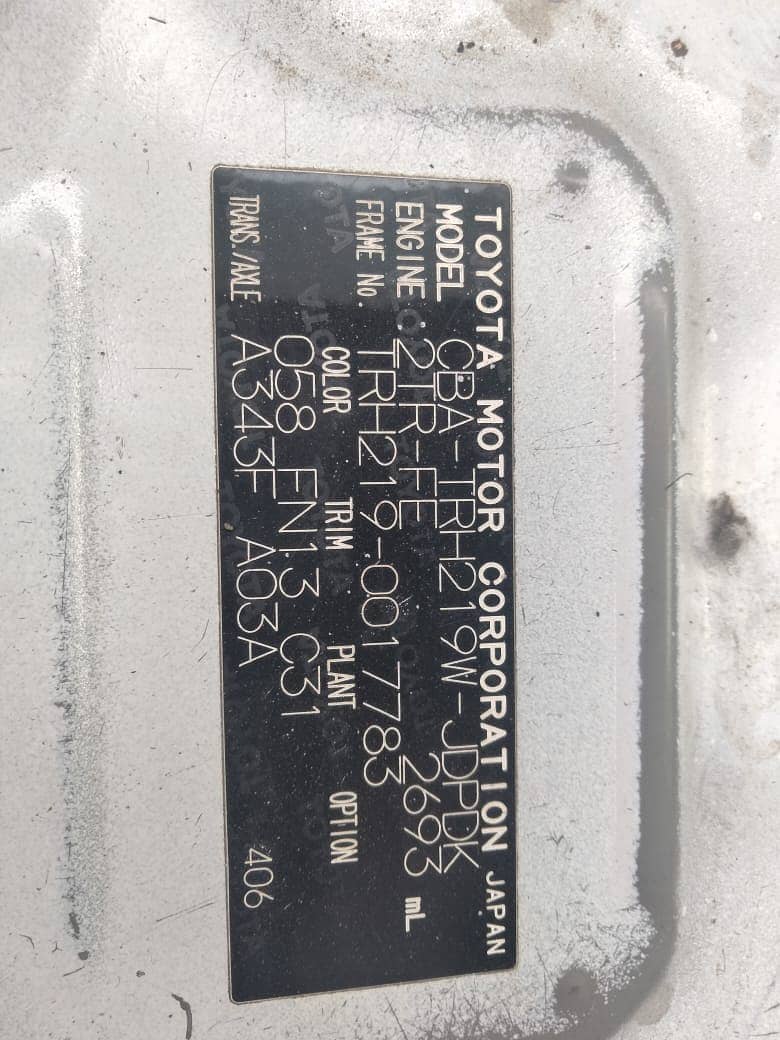 TOYOTA MOTOR CORPORATION JAPAN
MODEL CBA-TRH219W-JDPDK
ENGINE 2TR-FE 2693 mL
FRAME No. TRH219-0017783
COLOR TRIM PLANT OPTION
058 FN13 C31
TRANS./AXLE A343F A03A 406